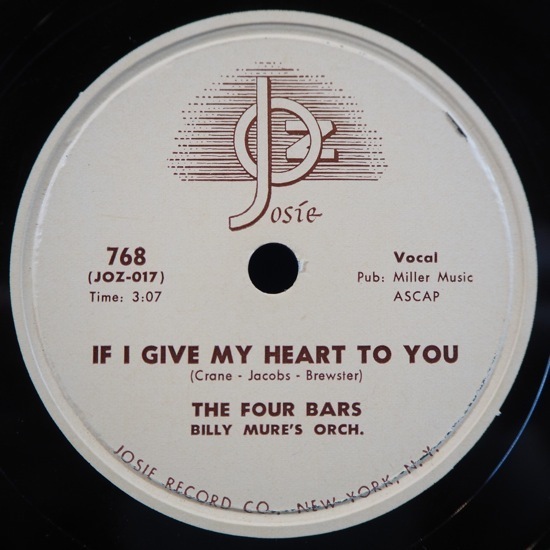 JOZ
Josie
768
(JOZ-017)
Time: 3:07
Vocal
Pub: Miller Music
ASCAP
IF I GIVE MY HEART TO YOU
(Crane - Jacobs - Brewster)
THE FOUR BARS
BILLY MURE'S ORCH.
JOSIE RECORD CO., NEW YORK, N.Y.